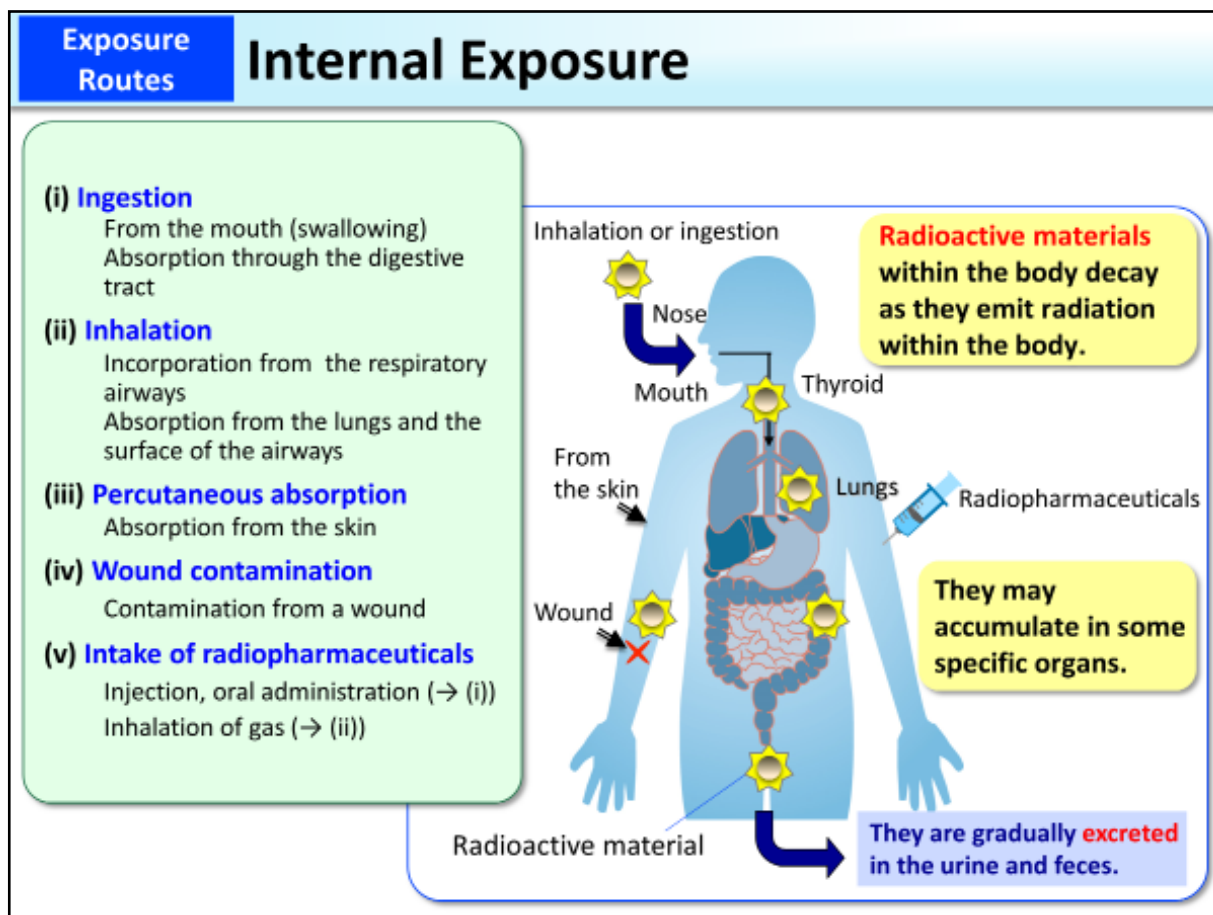 Exposure
Routes
Internal Exposure
(i) Ingestion
From the mouth (swallowing)
Absorption through the digestive
tract
(ii) Inhalation
Incorporation from the respiratory
airways
Absorption from the lungs and the
surface of the airways
(iii) Percutaneous absorption
Absorption from the skin
(iv) Wound contamination
Contamination from a wound
(v) Intake of radiopharmaceuticals
Injection, oral administration (→ (i))
Inhalation of gas (→ (ii))
Inhalation or ingestion
Nose
Mouth
Thyroid
From
the skin
Lungs
Radiopharmaceuticals
Wound
Radioactive material
Radioactive materials
within the body decay
as they emit radiation
within the body.
They may
accumulate in some
specific organs.
They are gradually excreted
in the urine and feces.